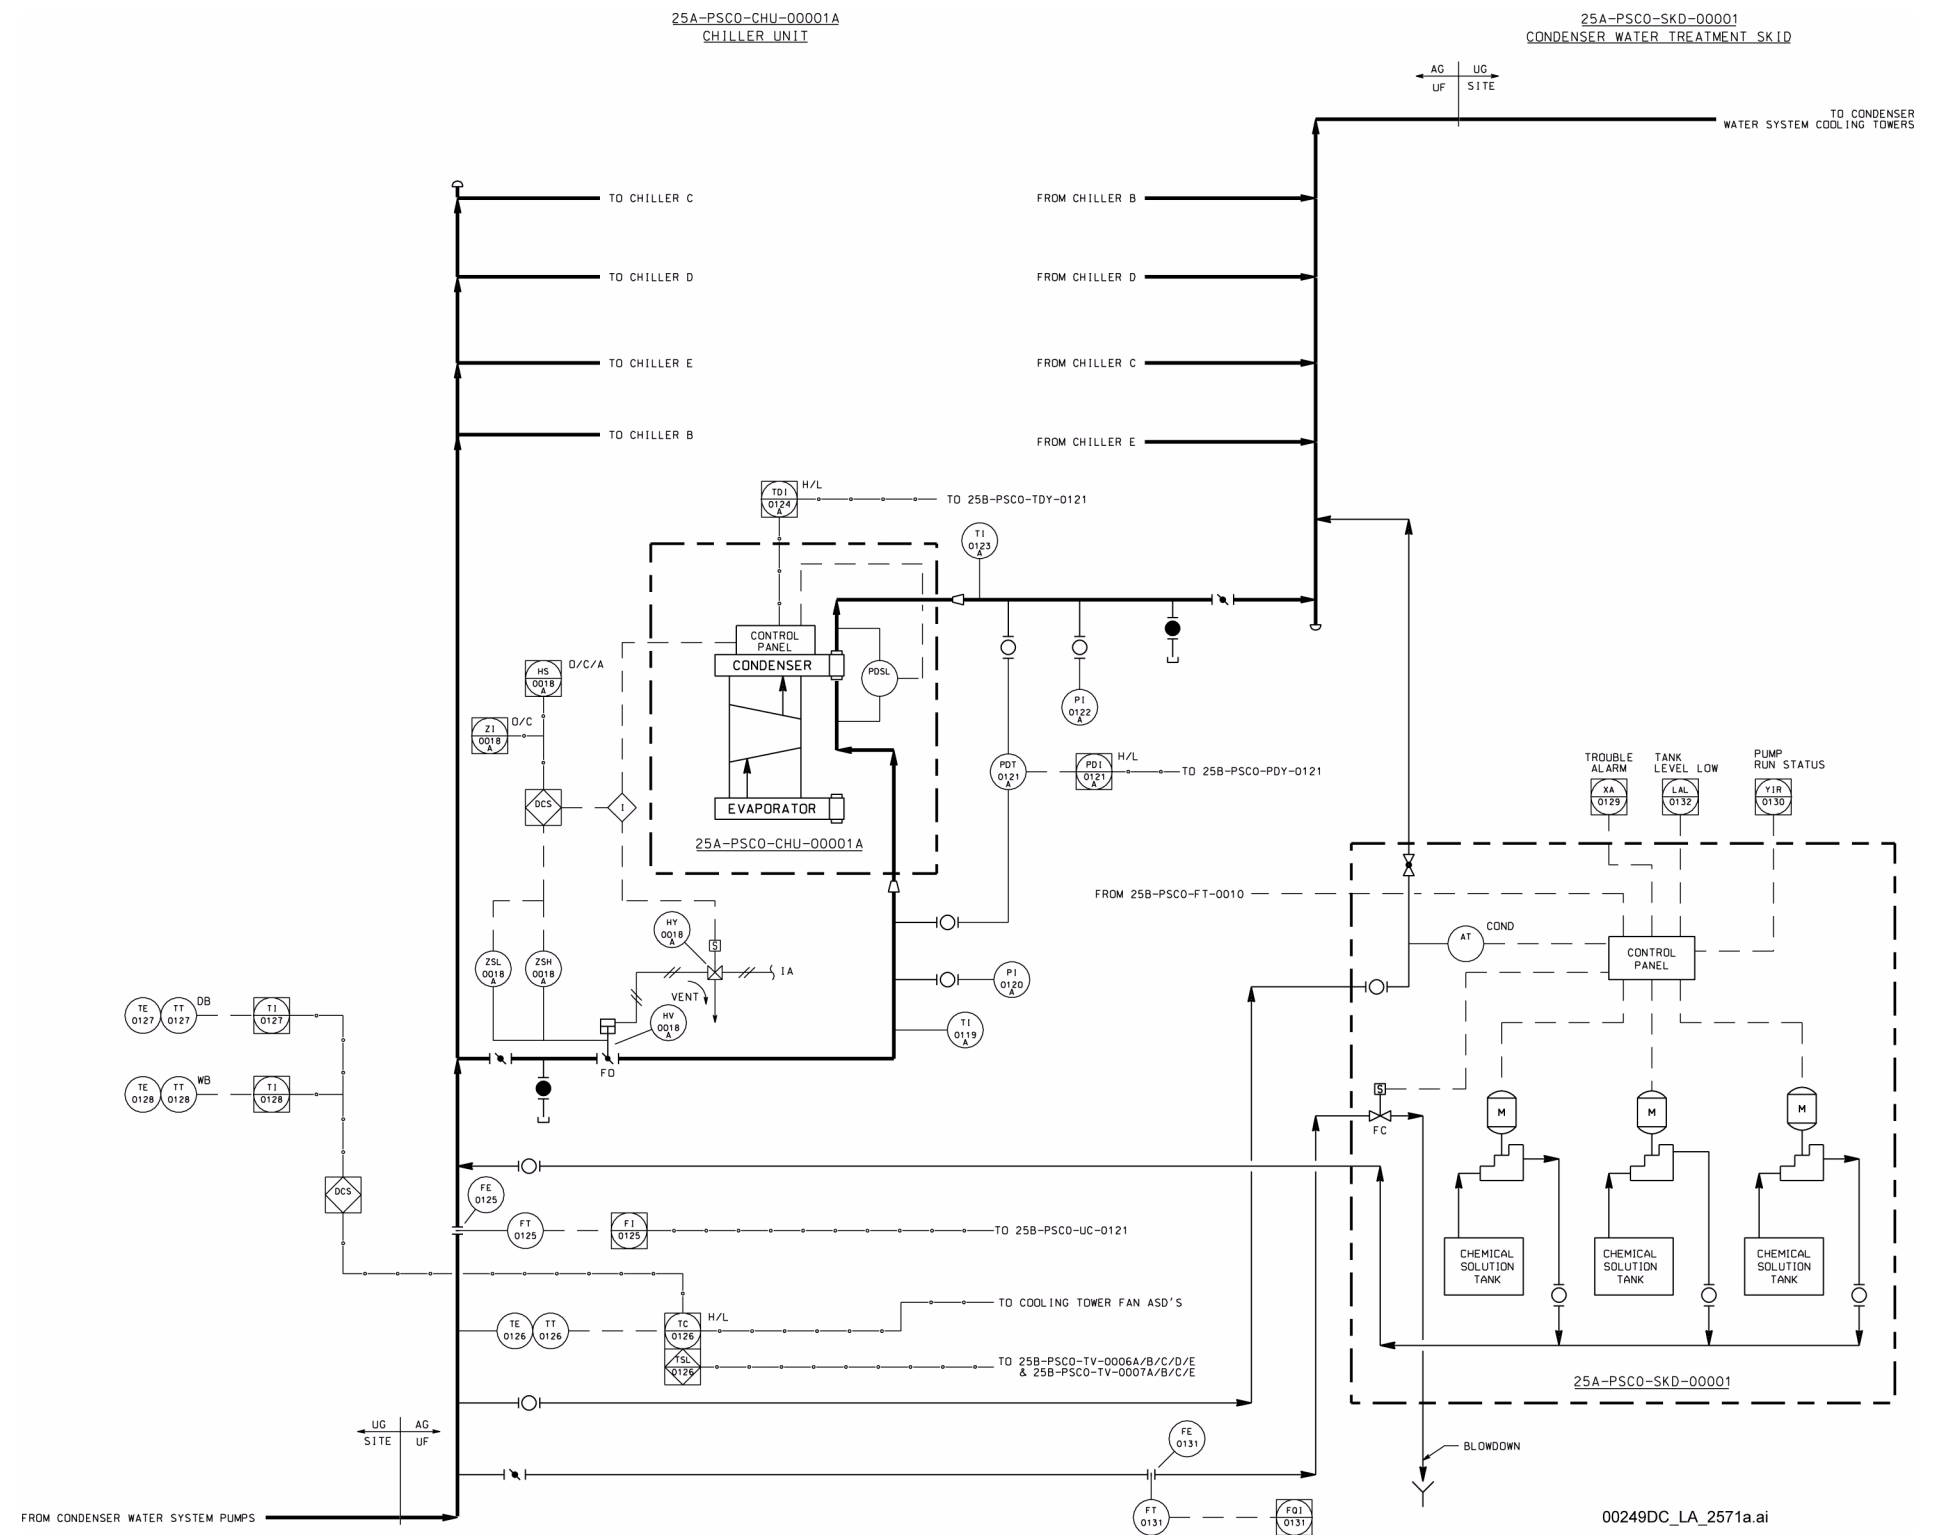 25A-PSCO-CHU-00001A
CHILLER UNIT
25A-PSCO-SKD-00001
CONDENSER WATER TREATMENT SKID
AG
UG
UF
SITE
TO CONDENSER
WATER SYSTEM COOLING TOWERS
TO CHILLER C
FROM CHILLER B
TO CHILLER D
FROM CHILLER D
TO CHILLER E
FROM CHILLER C
TO CHILLER B
FROM CHILLER E
TDI
0124
A
H/L
TO 25B-PSCO-TDY-0121
TI
0123
A
CONTROL
PANEL
CONDENSER
PDSL
HS
0018
A
O/C/A
ZI
0018
A
O/C
DCS
I
EVAPORATOR
25A-PSCO-CHU-00001A
PI
0122
A
PDT
0121
A
PDI
0121
A
H/L
TO 25B-PSCO-PDY-0121
TROUBLE
ALARM
XA
0129
TANK
LEVEL LOW
LAL
0132
PUMP
RUN STATUS
YIR
0130
FROM 25B-PSCO-FT-0010
AT
COND
CONTROL
PANEL
HY
0018
A
S
IA
VENT
ZSL
0018
A
ZSH
0018
A
HV
0018
A
FO
PI
0120
A
TI
0119
A
TE
0127
TT
0127
DB
TI
0127
TE
0128
TT
0128
WB
TI
0128
DCS
S
FC
M
M
M
FE
0125
FT
0125
FI
0125
TO 25B-PSCO-UC-0121
CHEMICAL
SOLUTION
TANK
CHEMICAL
SOLUTION
TANK
CHEMICAL
SOLUTION
TANK
TE
0126
TT
0126
TC
0126
H/L
TSL
0126
TO COOLING TOWER FAN ASD'S
TO 25B-PSCO-TV-0006A/B/C/D/E
& 25B-PSCO-TV-0007A/B/C/E
25A-PSCO-SKD-00001
UG
AG
SITE
UF
FE
0131
BLOWDOWN
FT
0131
FQI
0131
FROM CONDENSER WATER SYSTEM PUMPS
00249DC_LA_2571a.ai